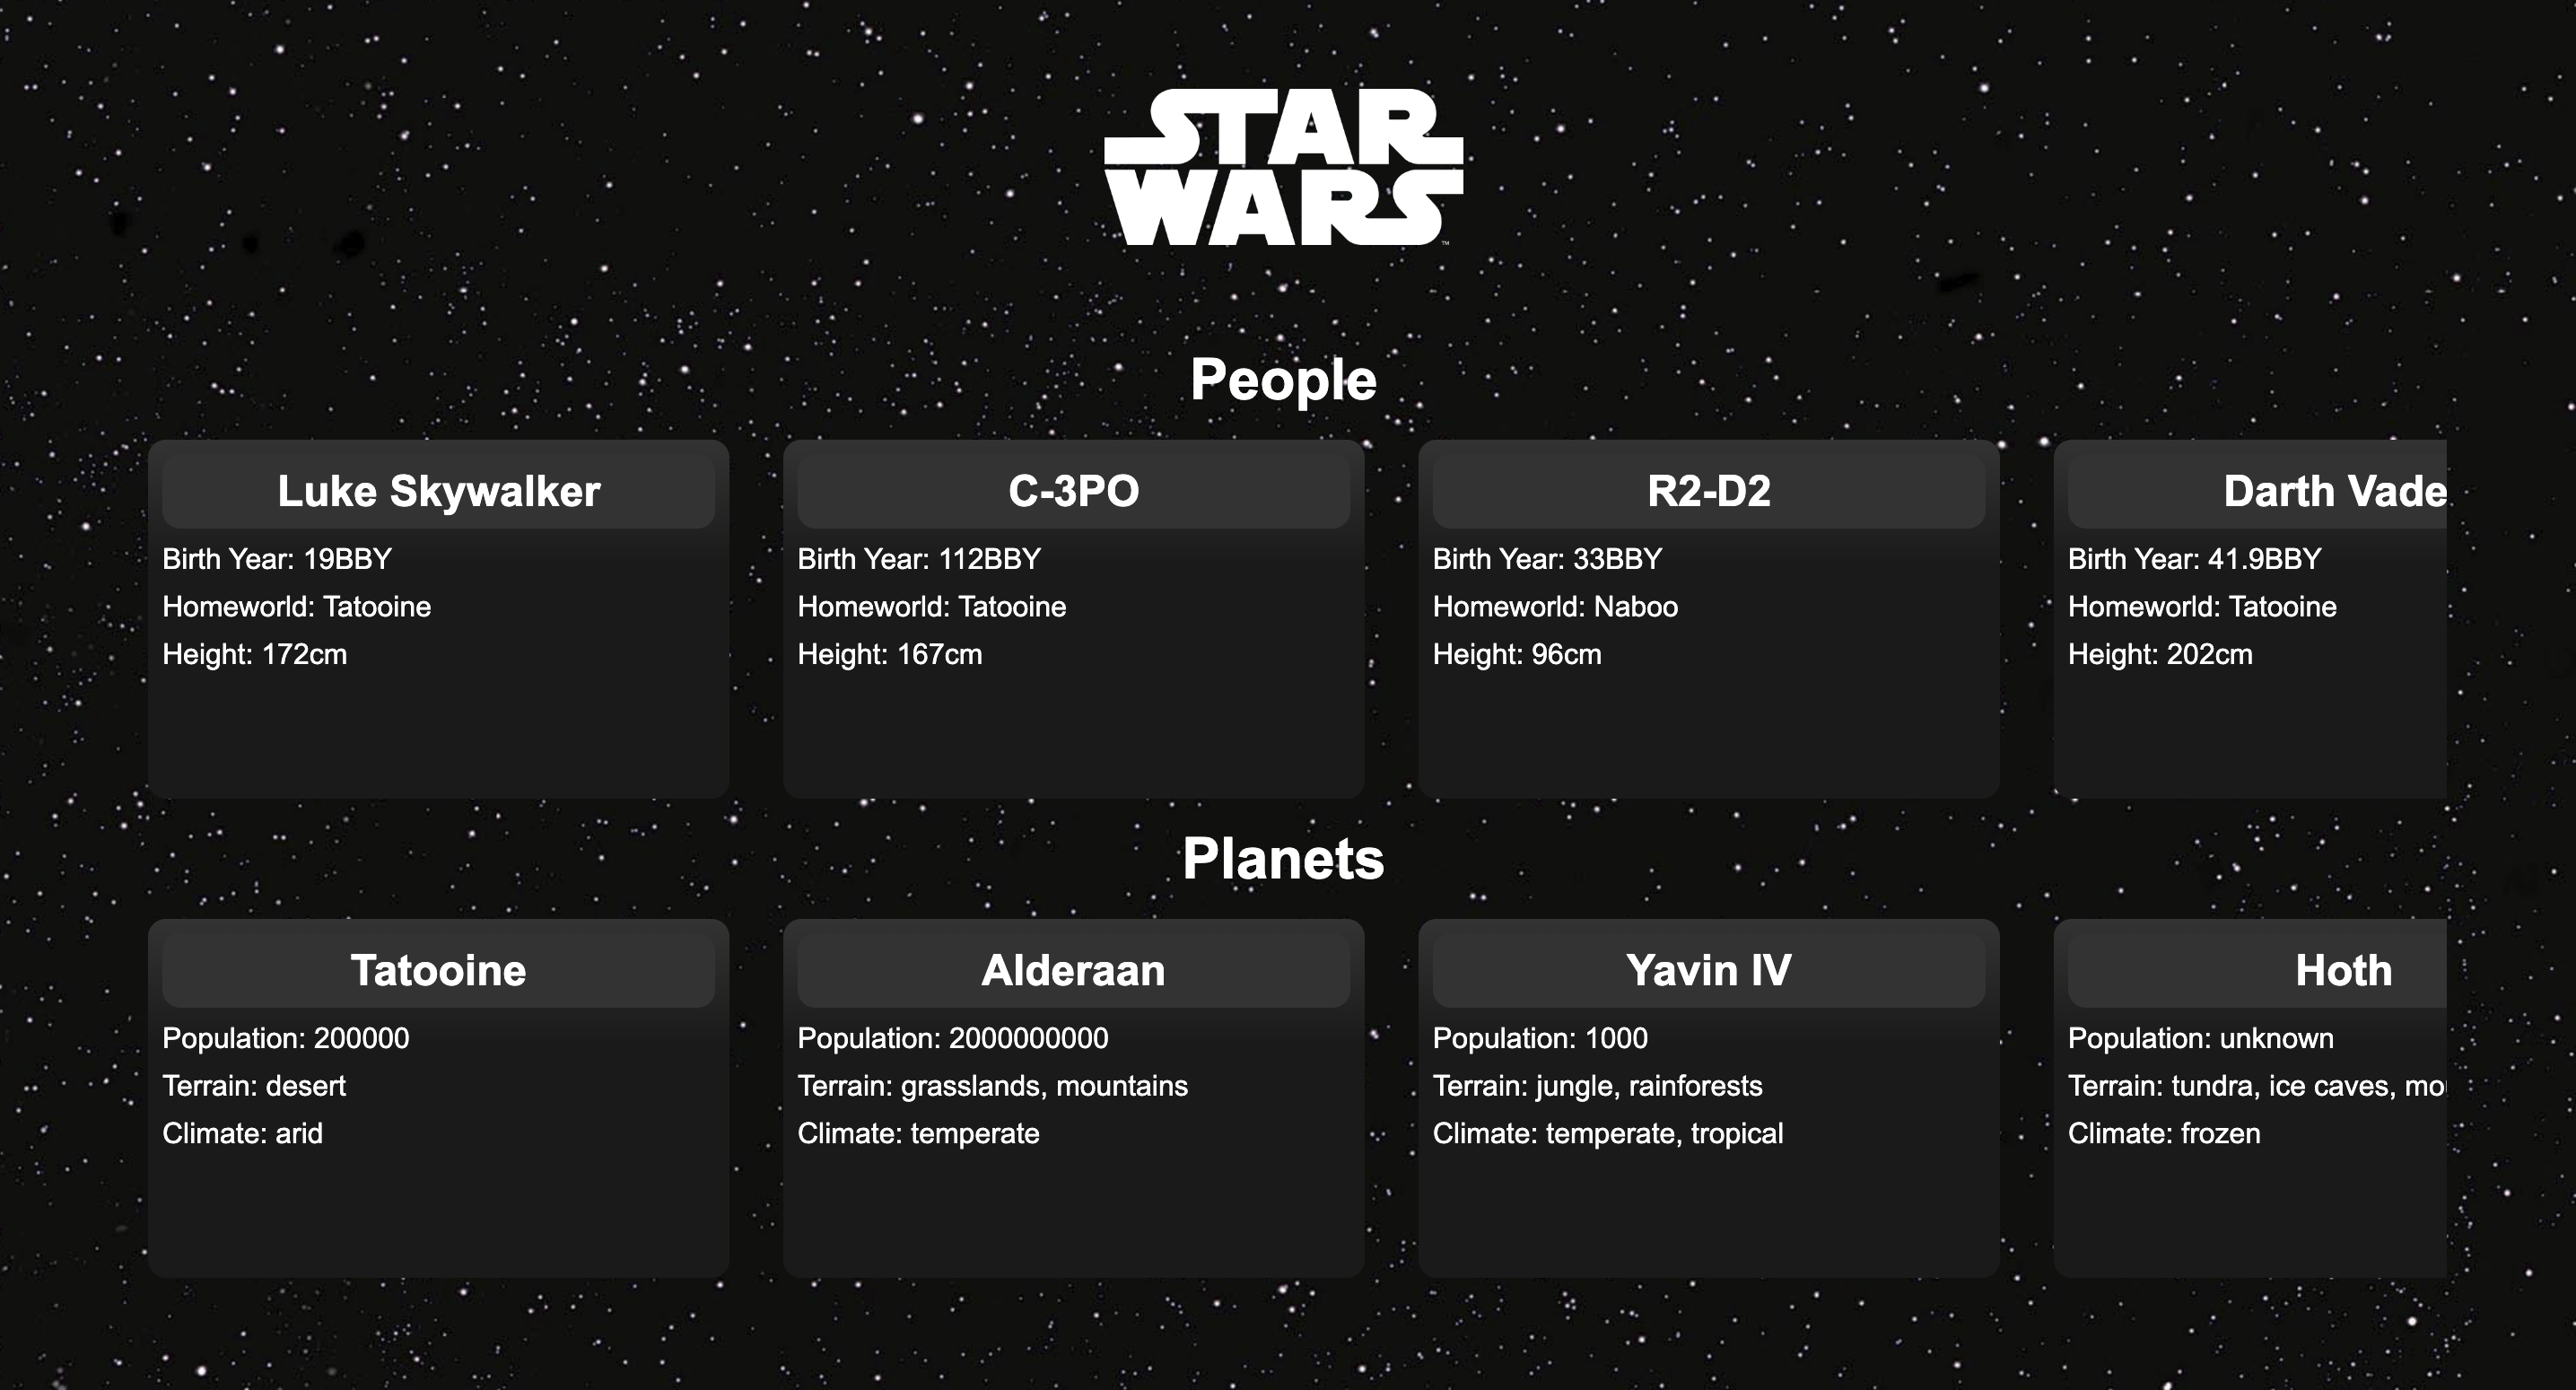 STAR
WARS™
People
Luke Skywalker
Birth Year: 19BBY
Homeworld: Tatooine
Height: 172cm
C-3PO
Birth Year: 112BBY
Homeworld: Tatooine
Height: 167cm
R2-D2
Birth Year: 33BBY
Homeworld: Naboo
Height: 96cm
Darth Vade
Birth Year: 41.9BBY
Homeworld: Tatooine
Height: 202cm
Planets
Tatooine
Population: 200000
Terrain: desert
Climate: arid
Alderaan
Population: 2000000000
Terrain: grasslands, mountains
Climate: temperate
Yavin IV
Population: 1000
Terrain: jungle, rainforests
Climate: temperate, tropical
Hoth
Population: unknown
Terrain: tundra, ice caves, mo
Climate: frozen